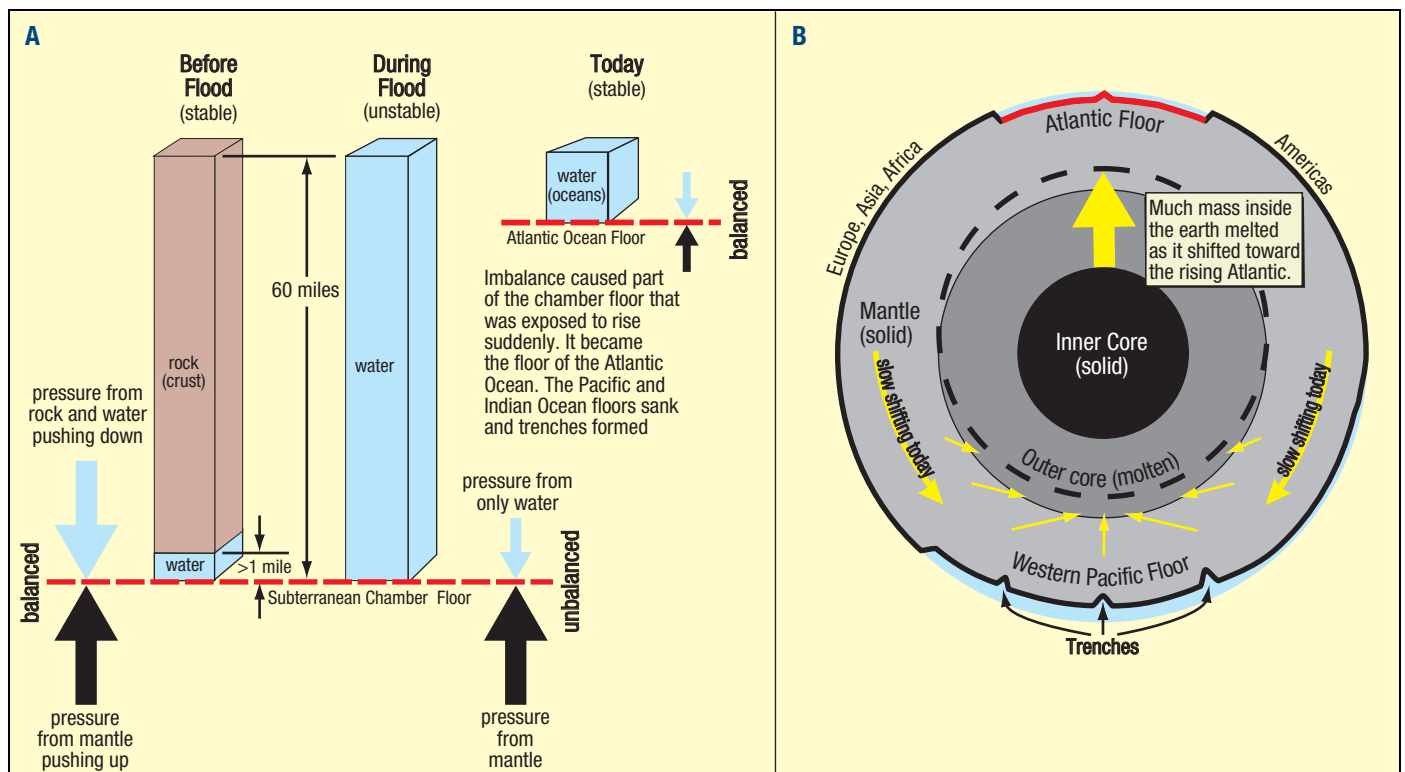 A
Before
Flood
(stable)
During
Flood
(unstable)
Today
(stable)
rock
(crust)
water
>1 mile
60 miles
water
water
(oceans)
Atlantic Ocean Floor
balanced
Imbalance caused part
of the chamber floor that
was exposed to rise
suddenly. It became
the floor of the Atlantic
Ocean. The Pacific and
Indian Ocean floors sank
and trenches formed
pressure from
rock and water
pushing down
balanced
pressure from mantle
pushing up
Subterranean Chamber Floor
pressure from
only water
unbalanced
pressure
from
mantle
B
Atlantic Floor
Europe, Asia, Africa
Americas
Much mass inside
the earth melted
as it shifted toward
the rising Atlantic.
Mantle
(solid)
Inner Core
(solid)
slow shifting today
slow shifting today
Outer core (molten)
Western Pacific Floor
Trenches